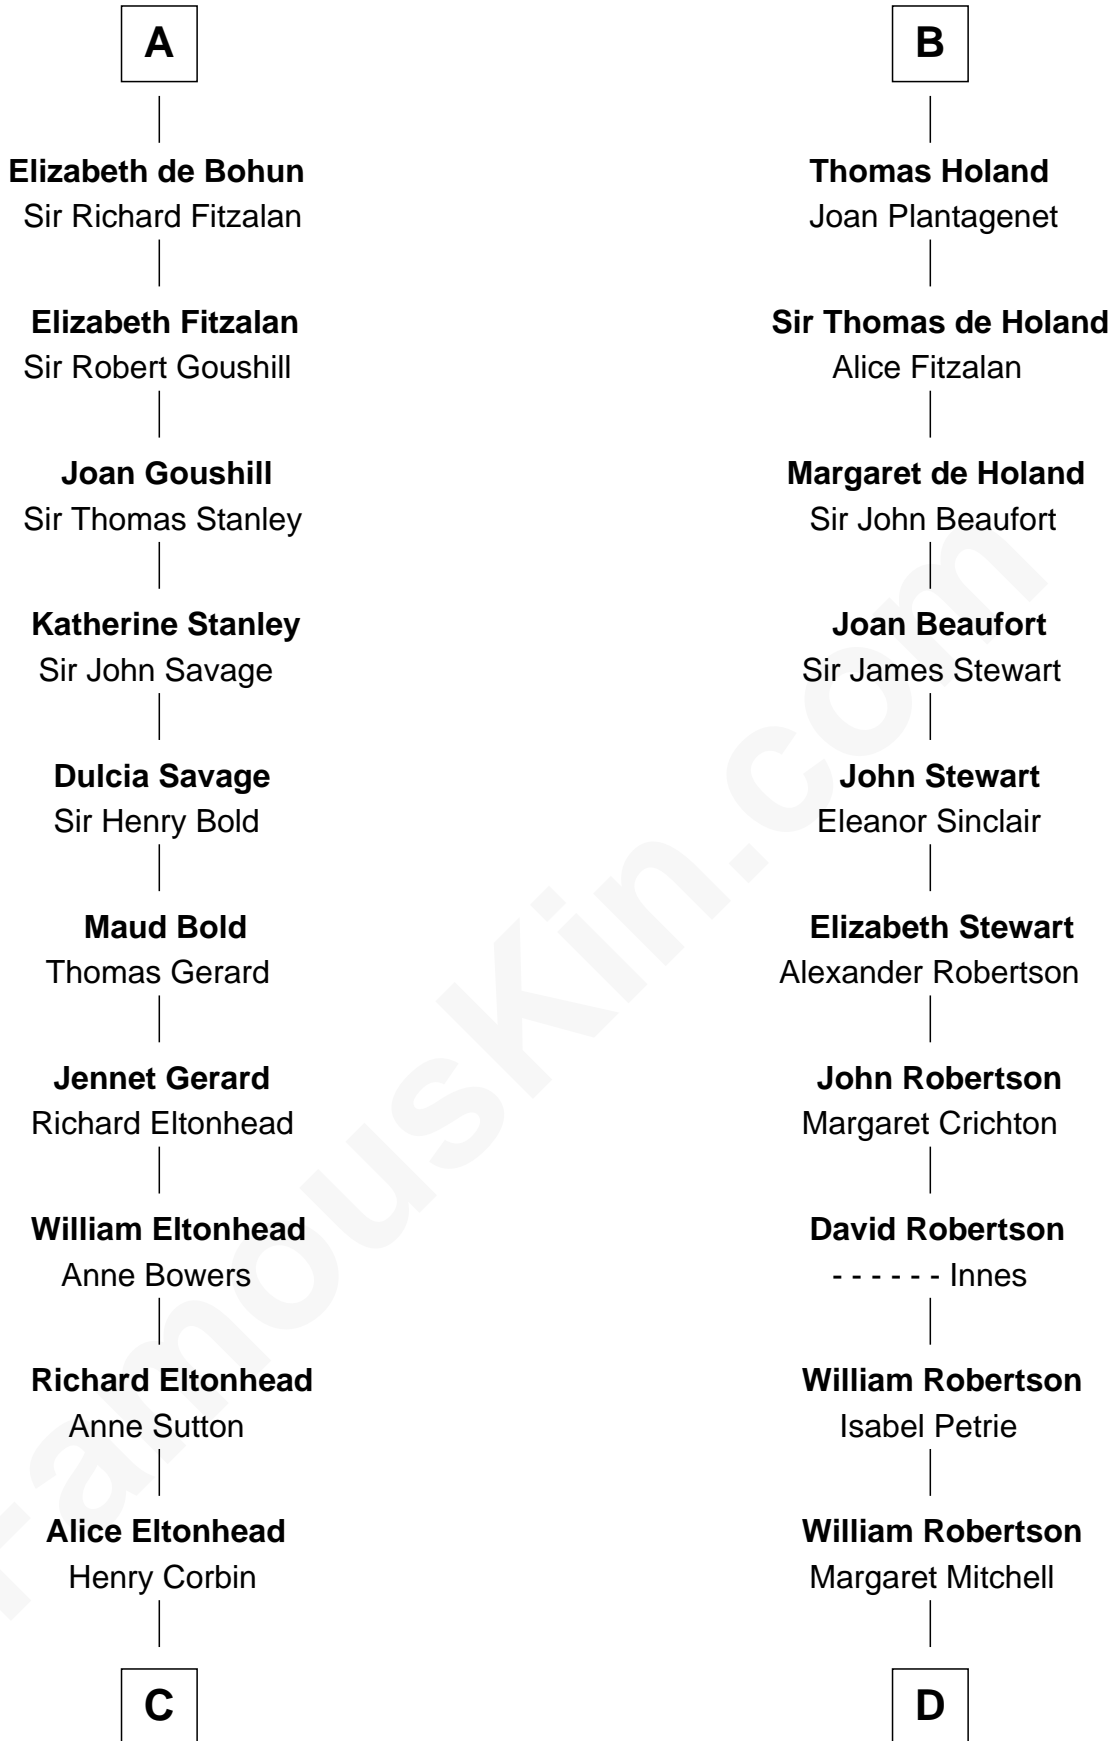 A
Elizabeth de Bohun
Sir Richard Fitzalan
Elizabeth Fitzalan
Sir Robert Goushill
Joan Goushill
Sir Thomas Stanley
Katherine Stanley
Sir John Savage
Dulcia Savage
Sir Henry Bold
Maud Bold
Thomas Gerard
Jennet Gerard
Richard Eltonhead
William Eltonhead
Anne Bowers
Richard Eltonhead
Anne Sutton
Alice Eltonhead
Henry Corbin
C
B
Thomas Holand
Joan Plantagenet
Sir Thomas de Holand
Alice Fitzalan
Margaret de Holand
Sir John Beaufort
Joan Beaufort
Sir James Stewart
John Stewart
Eleanor Sinclair
Elizabeth Stewart
Alexander Robertson
John Robertson
Margaret Crichton
David Robertson
- - - - - - Innes
William Robertson
Isabel Petrie
William Robertson
Margaret Mitchell
D
FamousKin.com